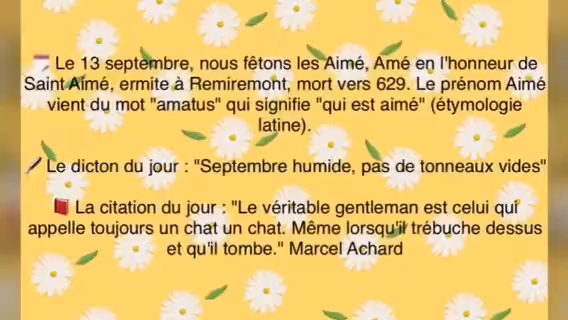 Le 13 septembre, nous fêtons les Aimé, Amé en l'honneur de
Saint Aimé, ermite à Remiremont, mort vers 629. Le prénom Aimé
vient du mot "amatus" qui signifie "qui est aimé" (étymologie
latine).
Le dicton du jour : "Septembre humide, pas de tonneaux vides"
La citation du jour : "Le véritable gentleman est celui qui
appelle toujours un chat un chat. Même lorsqu'il trébuche dessus
et qu'il tombe." Marcel Achard